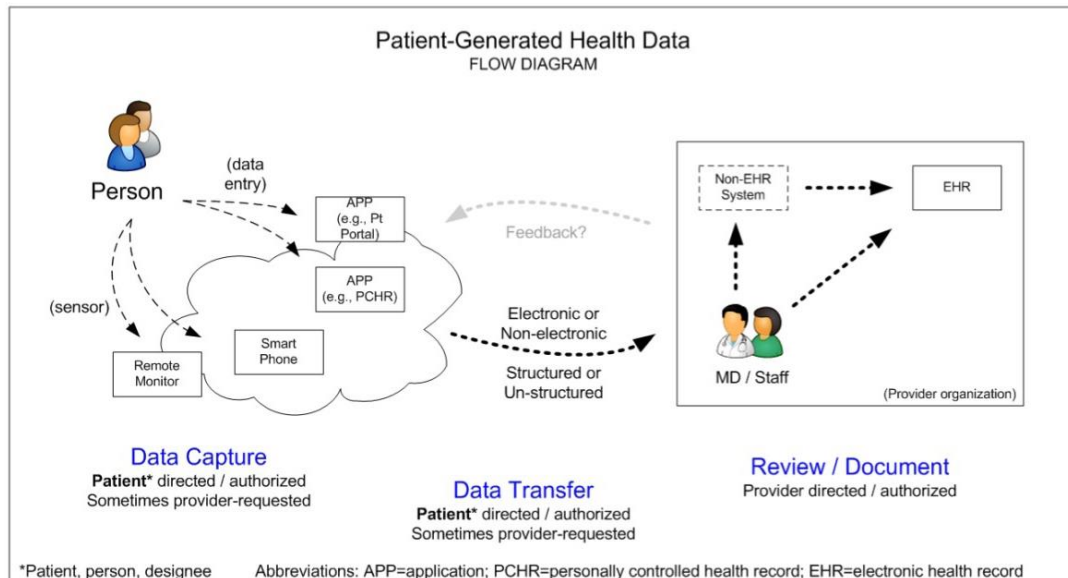 Patient-Generated Health Data
FLOW DIAGRAM
Person
(data
entry)
(sensor)
APP
(e.g., Pt
Portal)
APP
(e.g., PCHR)
Smart
Phone
Remote
Monitor
Feedback?
Electronic or
Non-electronic
Structured or
Un-structured
Non-EHR
System
EHR
MD / Staff
(Provider organization)
Data Capture
Patient* directed / authorized
Sometimes provider-requested
Data Transfer
Patient* directed / authorized
Sometimes provider-requested
Review / Document
Provider directed / authorized
*Patient, person, designee
Abbreviations: APP=application; PCHR=personally controlled health record; EHR=electronic health record